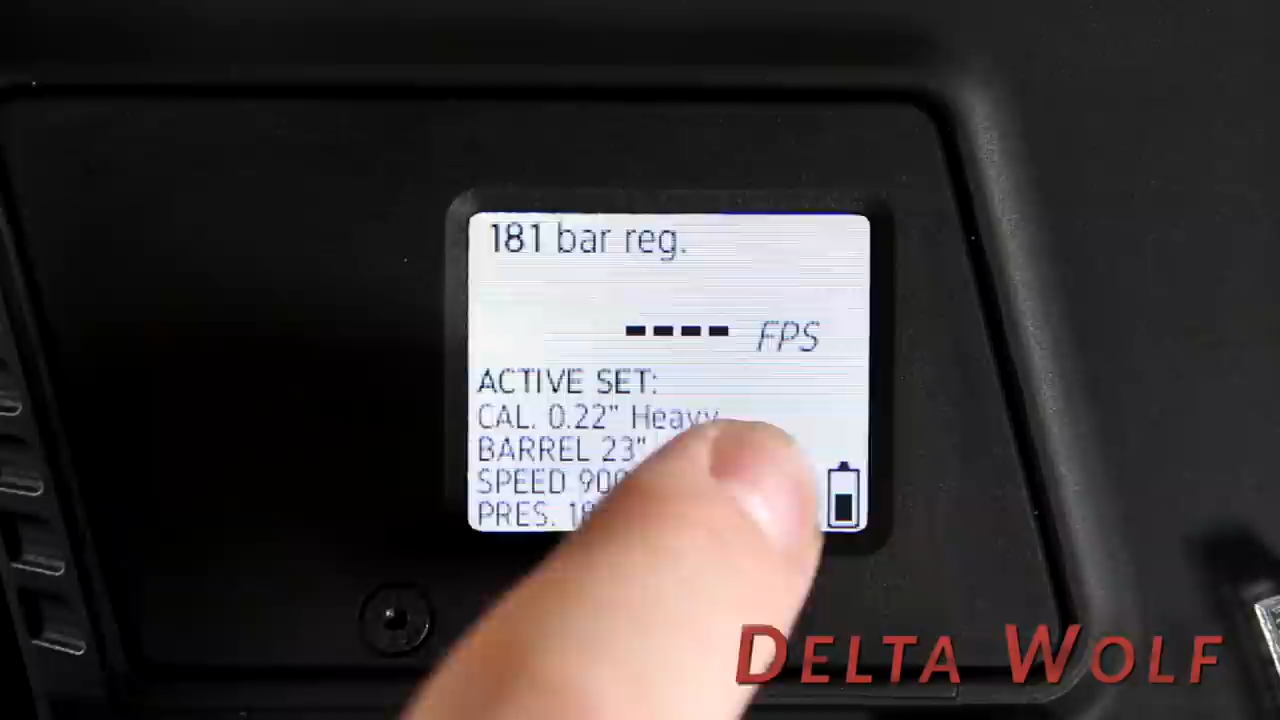 181 bar reg.
---- FPS
ACTIVE SET:
CAL. 0.22" Heavy
BARREL 23"
SPEED 900
PRES. 18
DELTA WOLF